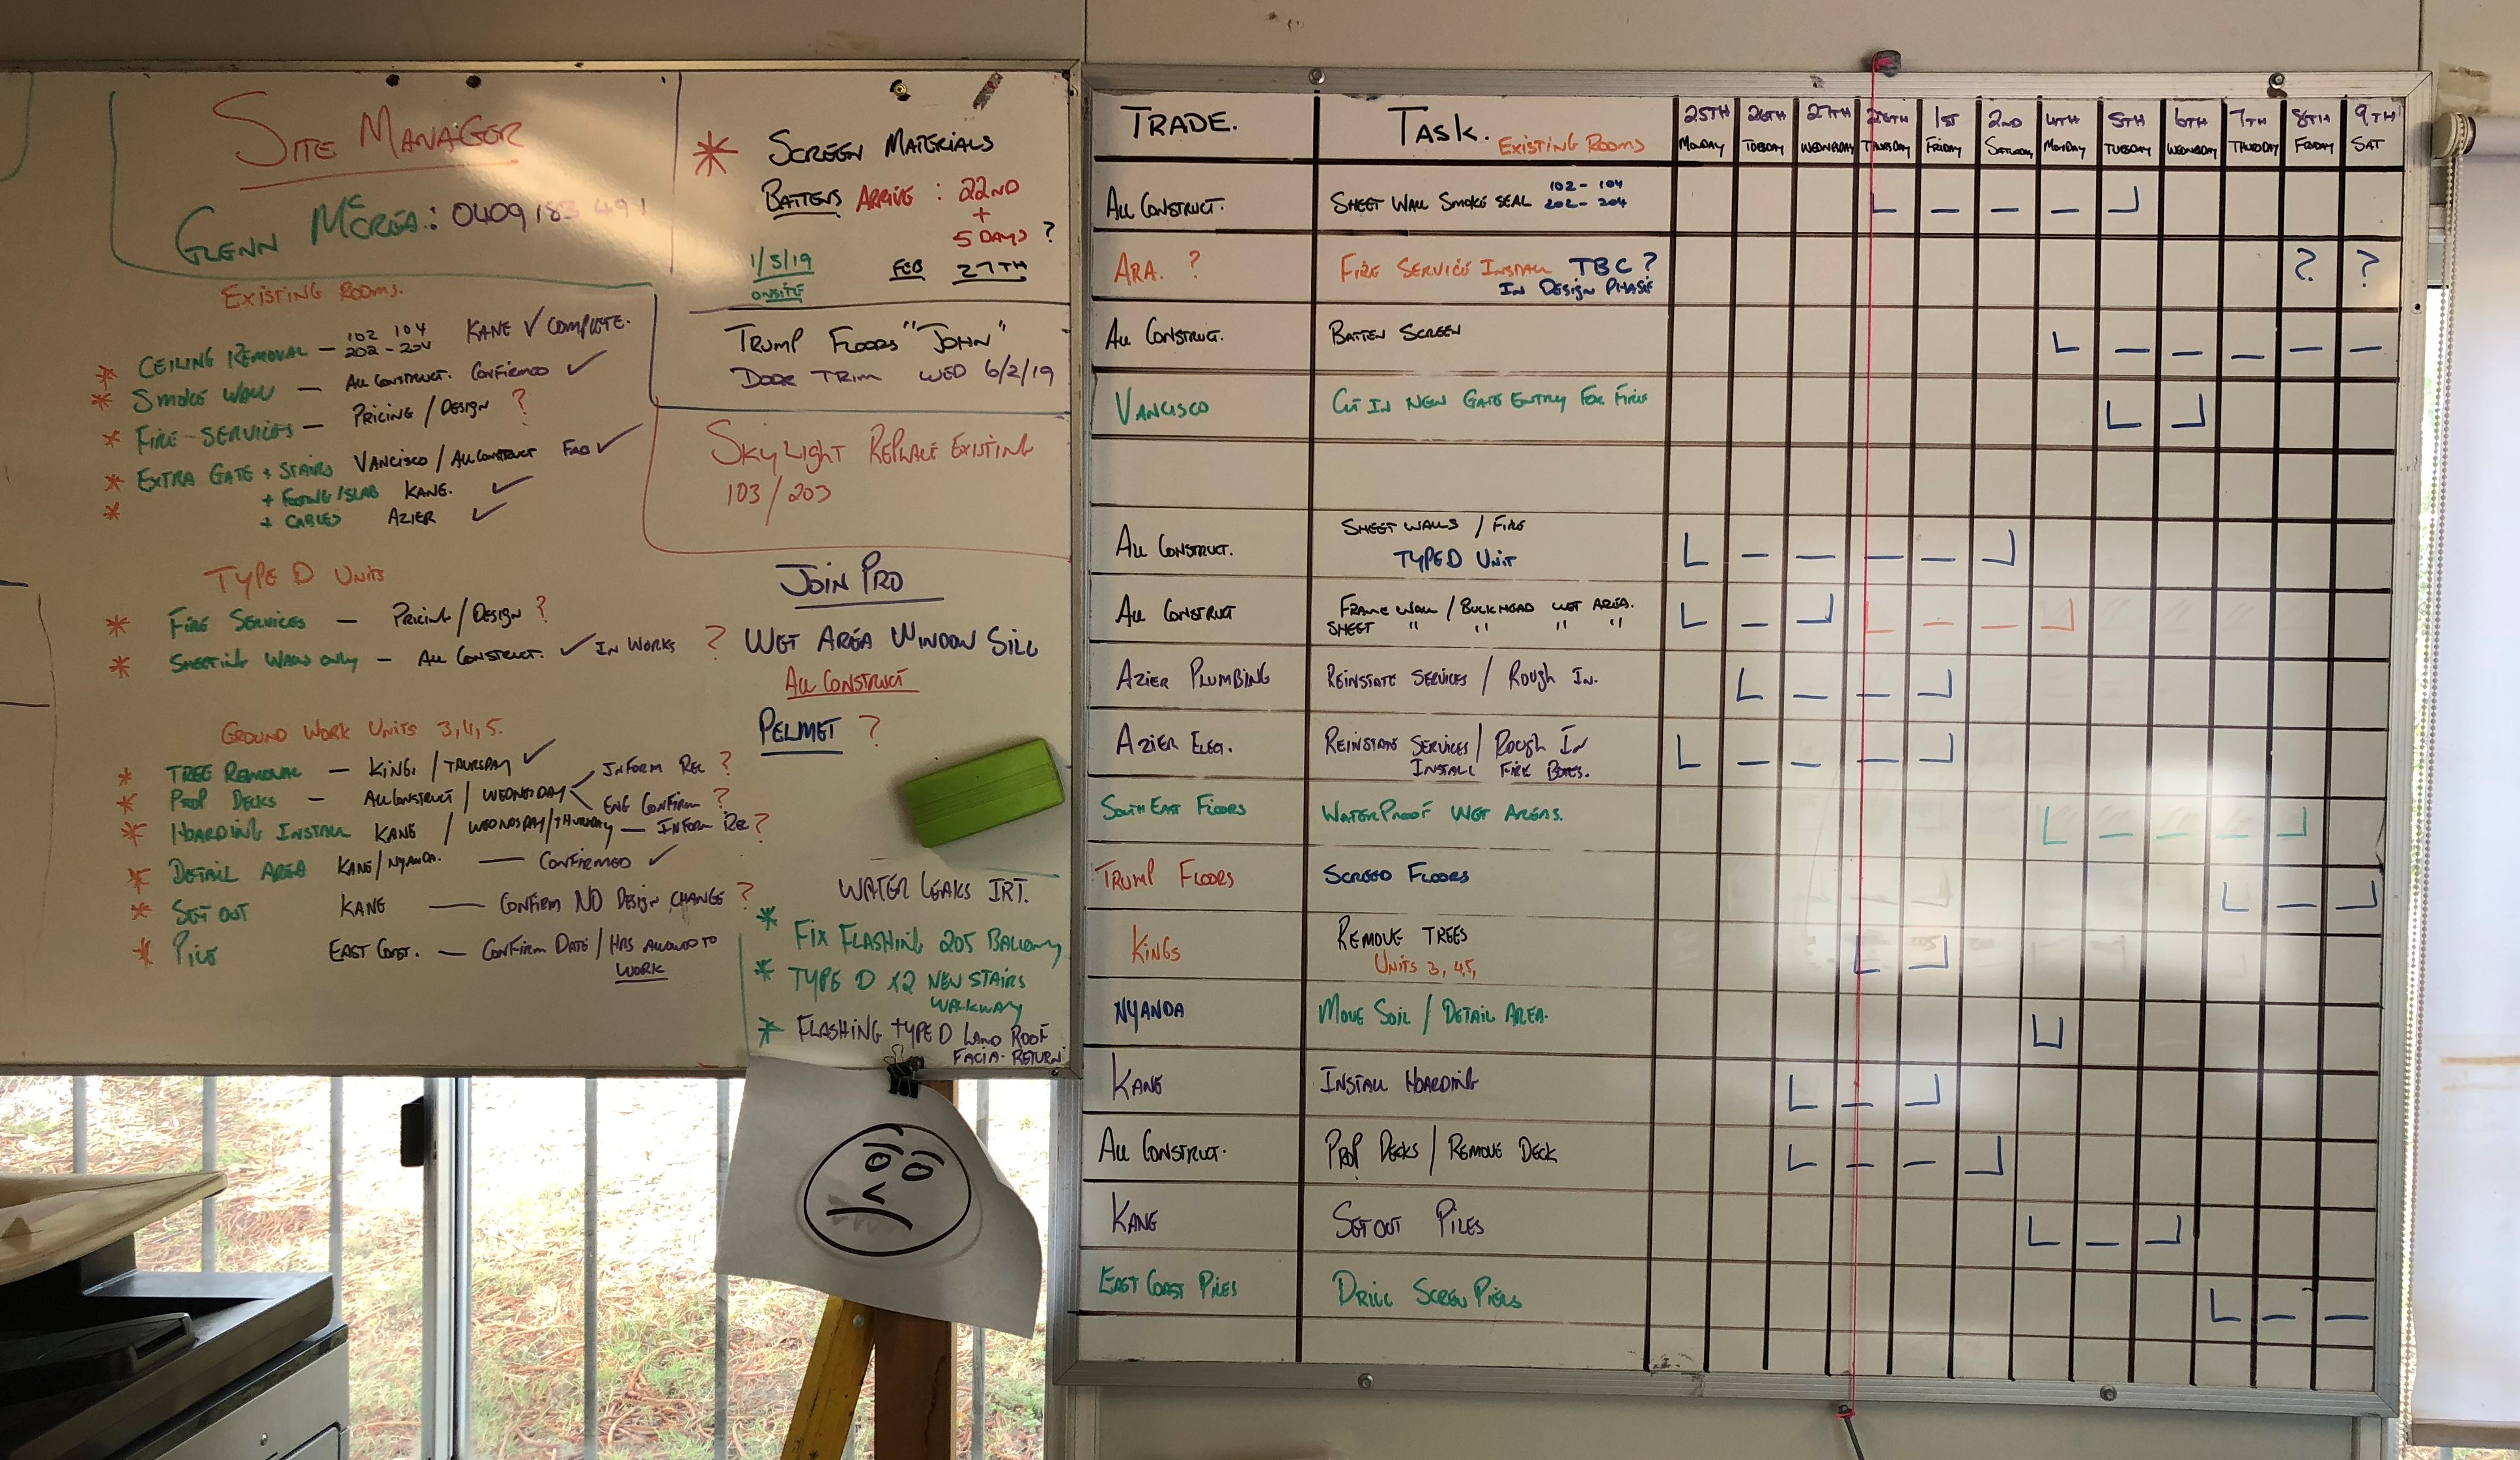 SITE MANAGER
GLENN McCREA: 0409 183 491
EXISTING ROOMS.
* CEILING REMOVAL — 102 104 KANE ✓ COMPLETE.
202 - 204
* SMOKE WALL — ALL CONSTRUCT. CONFIRMED ✓
* FIRE-SERVICES — PRICING / DESIGN ?
* EXTRA GATE + STAIRS VANCISCO / ALL CONSTRUCT FAB ✓
* + FOOTING/SLAB KANE. ✓
+ CABLES AZIER ✓
TYPE D UNITS
* FIRE SERVICES — PRICING / DESIGN ?
* SHEETING WALLS ONLY — ALL CONSTRUCT. ✓ IN WORKS ?
GROUND WORK UNITS 3,4,5.
* TREE REMOVAL — KING. / THURSDAY ✓
* PROP DECKS — ALL CONSTRUCT / WEDNESDAY INFORM REL ?
ENG CONFIRM ?
* HOARDING INSTALL KANE / WEDNSDAY/THURSDAY — INFORM REL ?
* DETAIL AREA KANE/NYANDA. — CONFIRMED ✓
* SET OUT KANE — CONFIRM NO DESIGN CHANGE ?
* PILE EAST COAST. — CONFIRM DATE / HRS ALLOWED TO
WORK
* SCREEN MATERIALS
BATTENS ARRIVE : 22ND
+
5 DAYS ?
1/3/19 FEB 27TH
ONSITE
TRUMP FLOORS "JOHN"
DOOR TRIM WED 6/2/19
SKYLIGHT REPLACE EXISTING
103/203
JOIN PRO
WET AREA WINDOW SILL
ALL CONSTRUCT
PELMET ?
WATER LEAKS IRT.
* FIX FLASHING 205 BALCONY
* TYPE D X2 NEW STAIRS
WALKWAY
* FLASHING TYPE D LAND ROOF
FACIA-RETURN.
TRADE. TASK. EXISTING ROOMS 25TH 26TH 27TH 28TH 1ST 2ND 4TH 5TH 6TH 7TH 8TH 9TH
MONDAY TUESDAY WEDNESDAY THURSDAY FRIDAY SATURDAY MONDAY TUESDAY WEDNESDAY THURSDAY FRIDAY SAT
ALL CONSTRUCT. SHEET WALL SMOKE SEAL 102 - 104
202 - 204
ARA. ? FIRE SERVICE INSTALL TBC ? ? ?
IN DESIGN PHASE
ALL CONSTRUCT. BATTEN SCREEN
VANCISCO CUT IN NEW GATE ENTRY FOR FIRE
ALL CONSTRUCT. SHEET WALLS / FIRE
TYPE D UNIT
ALL CONSTRUCT FRAME WALL / BULKHEAD WET AREA.
SHEET " " " "
AZIER PLUMBING REINSTATE SERVICES / ROUGH IN.
AZIER ELEC. REINSTATE SERVICES / ROUGH IN
INSTALL FIRE BOXES.
SOUTH EAST FLOORS WATERPROOF WET AREAS.
TRUMP FLOORS SCREED FLOORS
KINGS REMOVE TREES
UNITS 3, 4,5,
NYANDA MOVE SOIL / DETAIL AREA.
KANE INSTALL HOARDING
ALL CONSTRUCT. PROP DECKS / REMOVE DECK
KANE SET OUT PILES
EAST COAST PILES DRILL SCREW PIERS